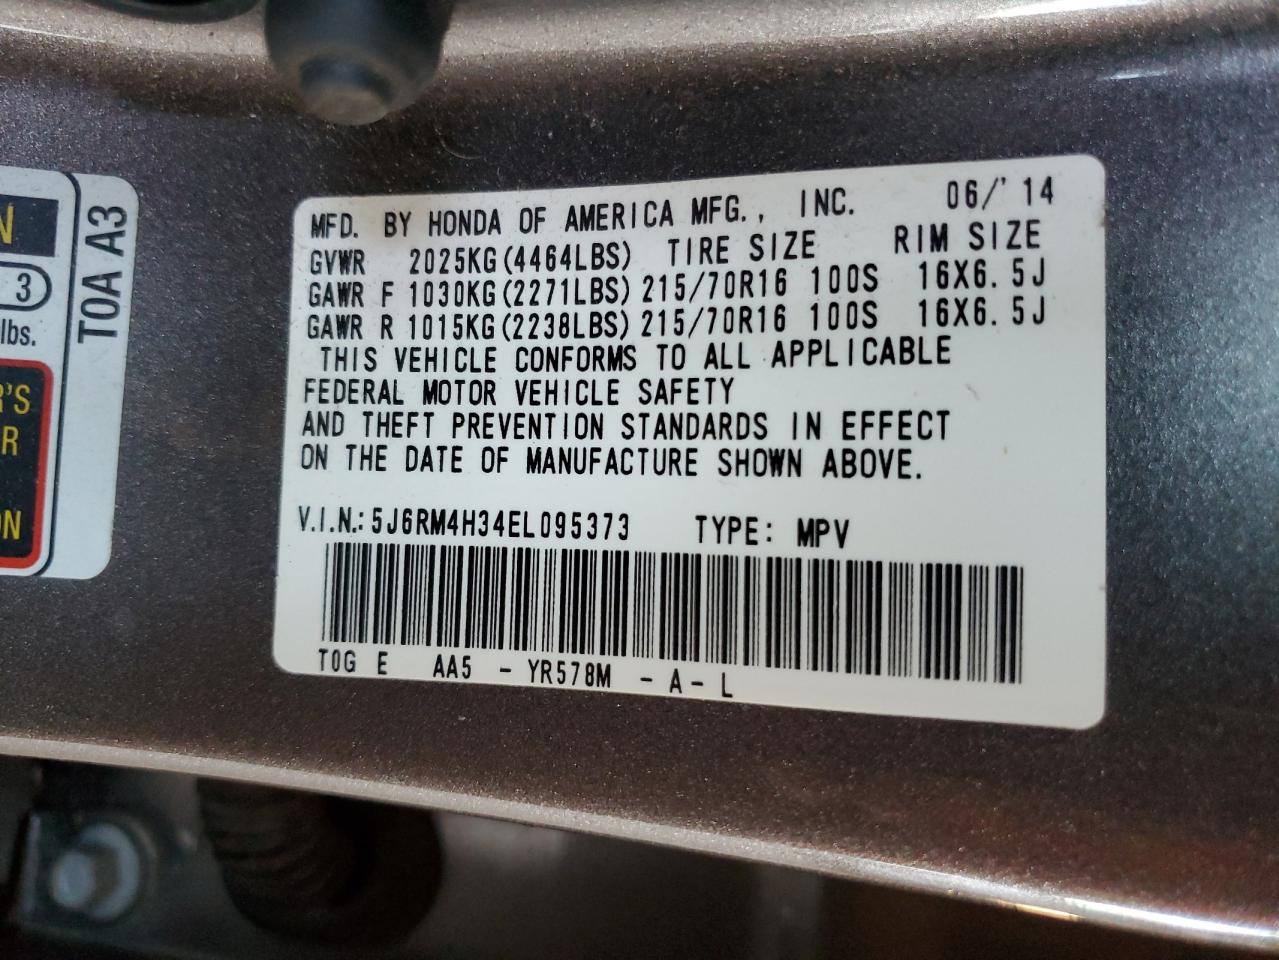 N
3
lbs.
R'S
R
ON
T0A A3
MFD. BY HONDA OF AMERICA MFG., INC. 06/'14
GVWR 2025KG(4464LBS) TIRE SIZE RIM SIZE
GAWR F 1030KG(2271LBS)215/70R16 100S 16X6.5J
GAWR R 1015KG(2238LBS)215/70R16 100S 16X6.5J
THIS VEHICLE CONFORMS TO ALL APPLICABLE
FEDERAL MOTOR VEHICLE SAFETY
AND THEFT PREVENTION STANDARDS IN EFFECT
ON THE DATE OF MANUFACTURE SHOWN ABOVE.
V.I.N.:5J6RM4H34EL095373 TYPE: MPV
T0G E AA5 - YR578M - A - L